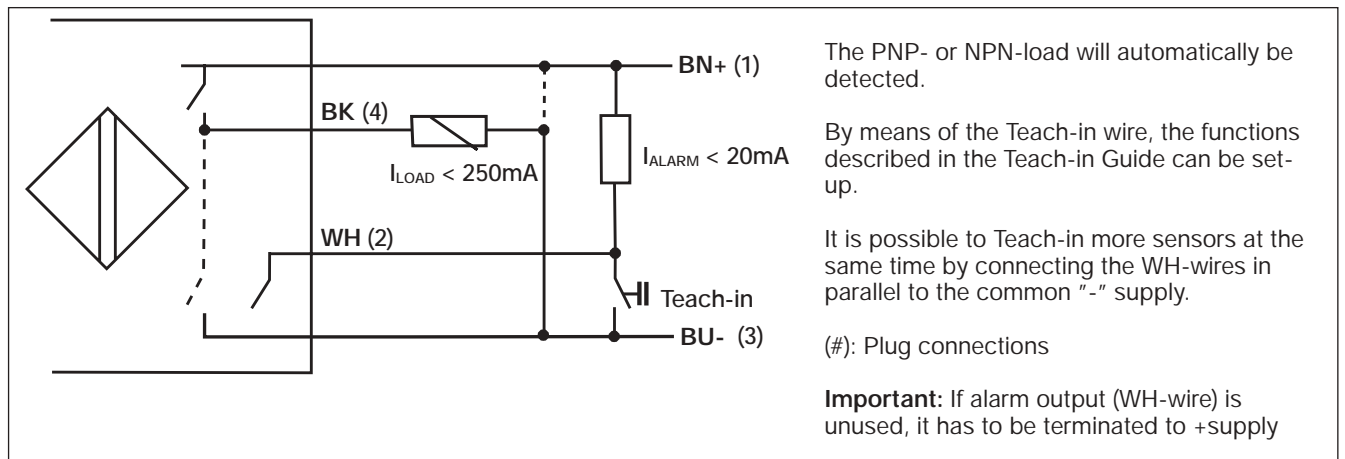 BN+ (1)
BK (4)
I_LOAD < 250mA
I_ALARM < 20mA
WH (2)
Teach-in
BU- (3)
The PNP- or NPN-load will automatically be
detected.
By means of the Teach-in wire, the functions
described in the Teach-in Guide can be set-
up.
It is possible to Teach-in more sensors at the
same time by connecting the WH-wires in
parallel to the common "-" supply.
(#): Plug connections
Important: If alarm output (WH-wire) is
unused, it has to be terminated to +supply